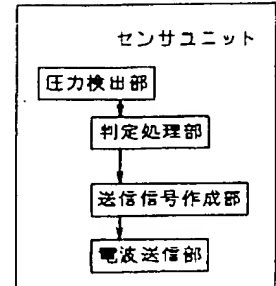 センサユニット
圧力検出部
判定処理部
送信信号作成部
電波送信部